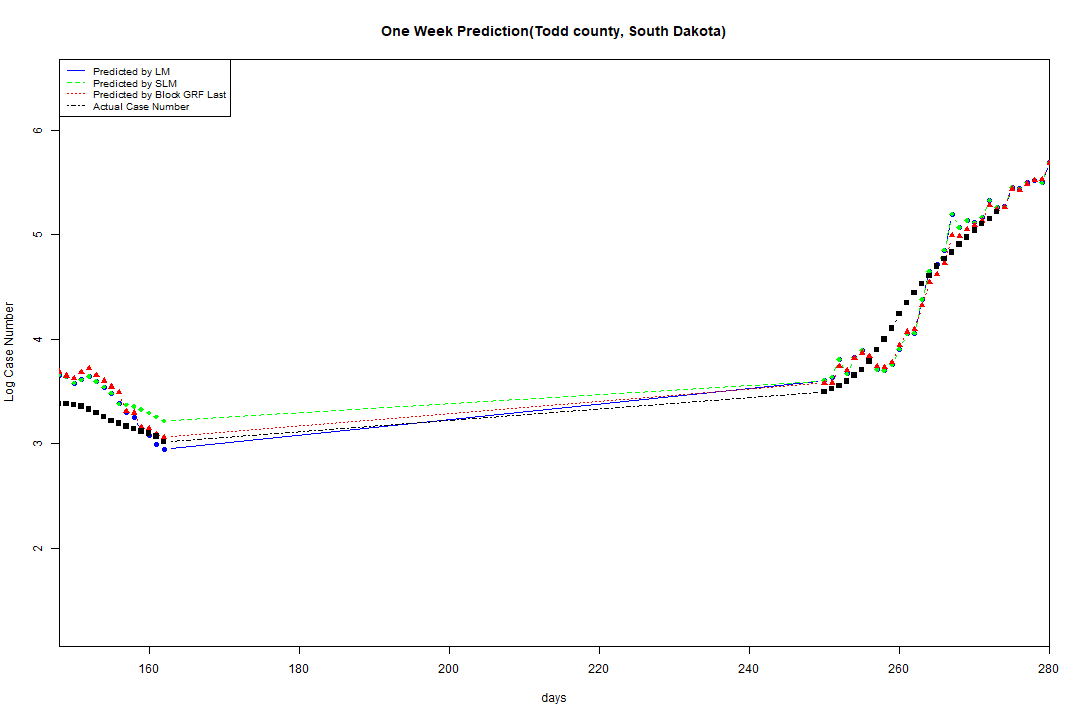 One Week Prediction(Todd county, South Dakota)
Predicted by LM
Predicted by SLM
Predicted by Block GRF Last
Actual Case Number
Log Case Number
6
5
4
3
2
160 180 200 220 240 260 280
days